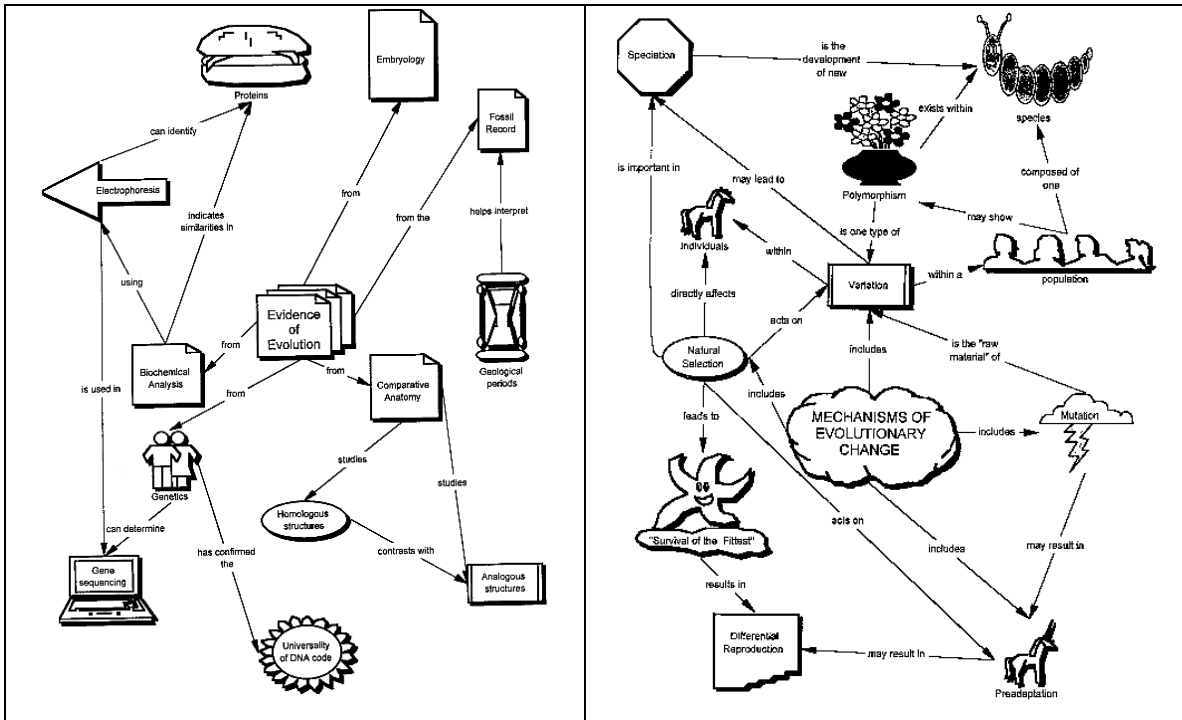 Proteins
Embryology
Fossil
Record
can identify
Electrophoresis
indicates
similarities in
from
from the
helps interpret
using
Evidence
of
Evolution
Geological
periods
from
Biochemical
Analysis
from
from
Comparative
Anatomy
is used in
Genetics
studies
studies
Homologous
structures
can determine
has confirmed
the
contrasts with
Gene
sequencing
Analogous
structures
Universality
of DNA code
Speciation
is the
development
of new
species
exists within
is important in
may lead to
Polymorphism
composed of
one
may show
Individuals
within
is one type of
Variation
within a
population
directly affects
acts on
includes
is the "raw
material" of
Natural
Selection
includes
MECHANISMS OF
EVOLUTIONARY
CHANGE
includes
Mutation
leads to
"Survival of the Fittest"
acts on
includes
may result in
results in
Differential
Reproduction
may result in
Preadaptation